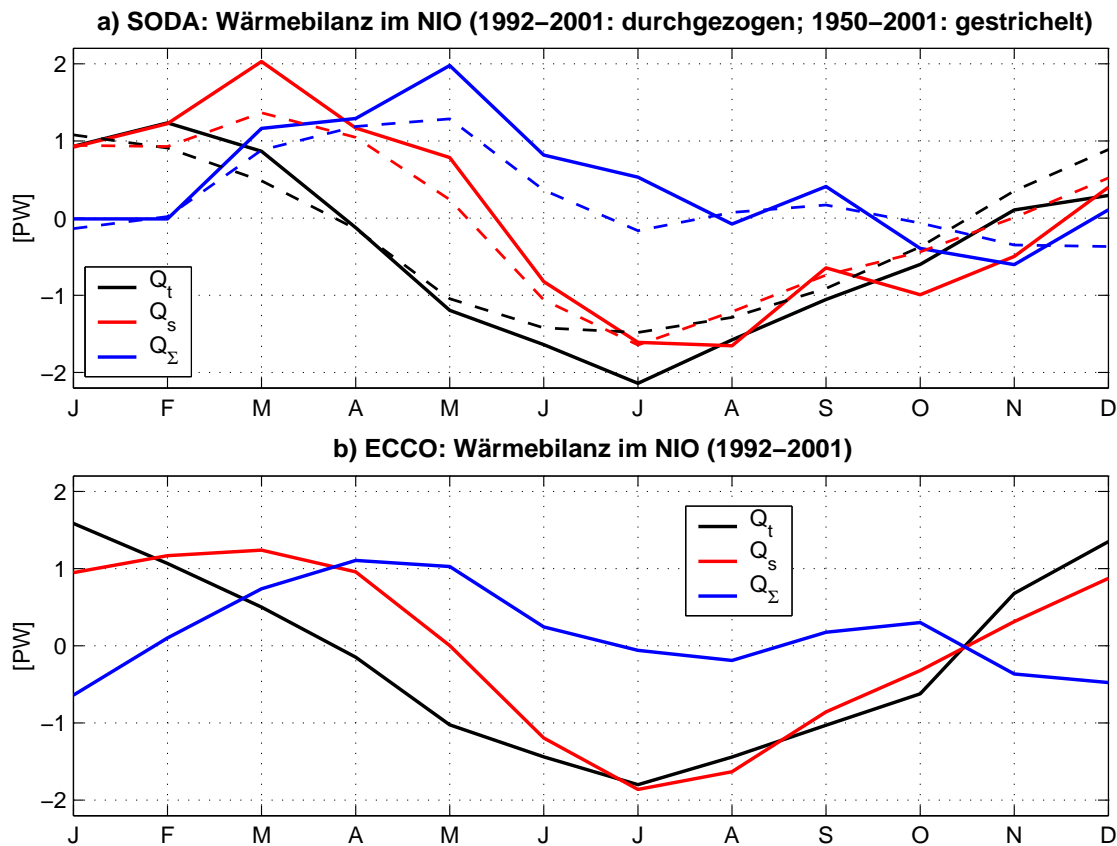 a) SODA: Wärmebilanz im NIO (1992−2001: durchgezogen; 1950−2001: gestrichelt)
2
1
0
−1
−2
[PW]
Q_t
Q_s
Q_Σ
J F M A M J J A S O N D
b) ECCO: Wärmebilanz im NIO (1992−2001)
2
1
0
−1
−2
[PW]
Q_t
Q_s
Q_Σ
J F M A M J J A S O N D